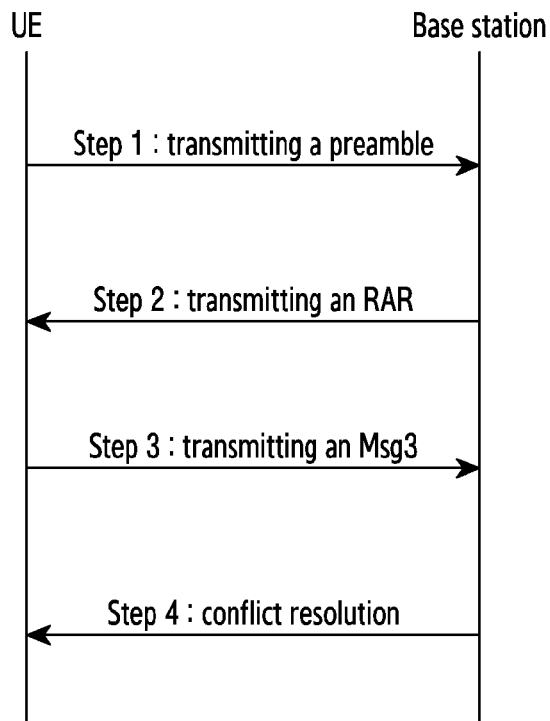 UE
Base station
Step 1 : transmitting a preamble
Step 2 : transmitting an RAR
Step 3 : transmitting an Msg3
Step 4 : conflict resolution